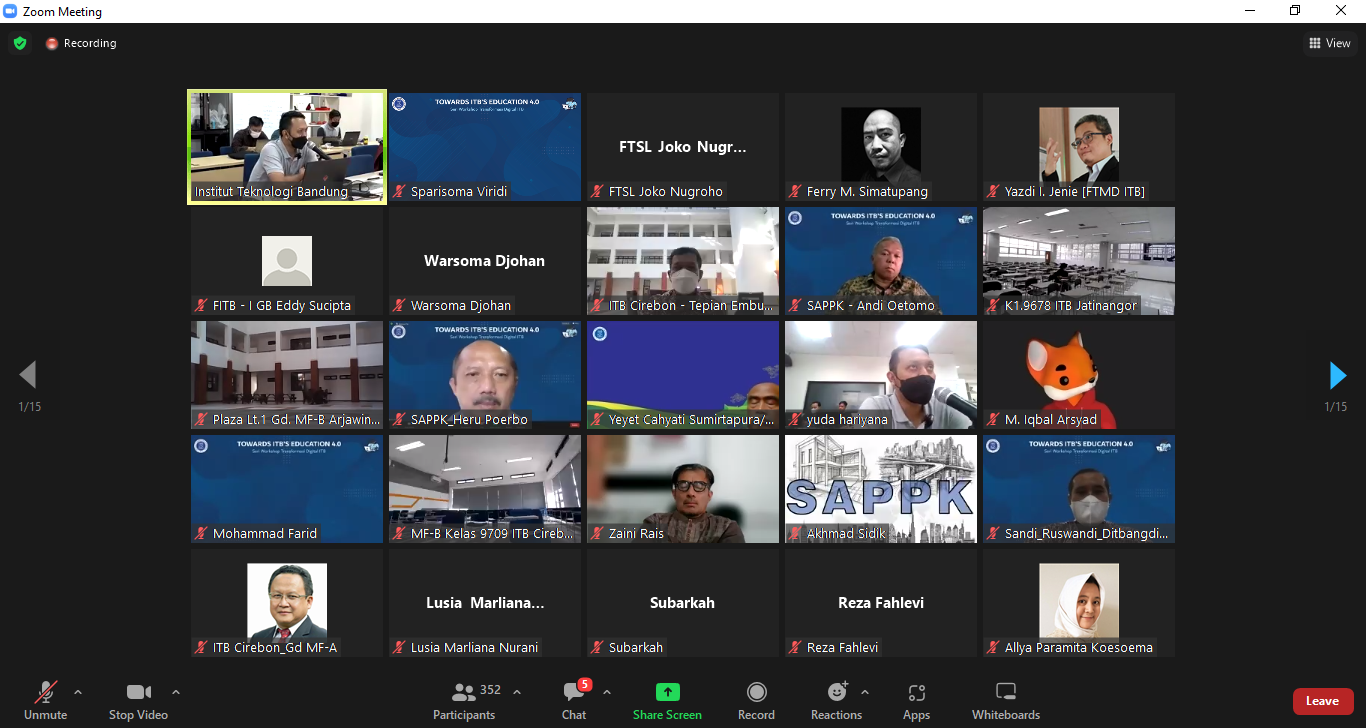 Zoom Meeting
Recording
View
Institut Teknologi Bandung
TOWARDS ITB'S EDUCATION 4.0
Seri Workshop Transformasi Digital ITB
Sparisoma Viridi
FTSL Joko Nugr...
FTSL Joko Nugroho
Ferry M. Simatupang
Yazdi I. Jenie [FTMD ITB]
FITB - I GB Eddy Sucipta
Warsoma Djohan
Warsoma Djohan
ITB Cirebon - Tepian Embu...
TOWARDS ITB'S EDUCATION 4.0
Seri Workshop Transformasi Digital ITB
SAPPK - Andi Oetomo
K1.9678 ITB Jatinangor
1/15
Plaza Lt.1 Gd. MF-B Arjawin...
TOWARDS ITB'S EDUCATION 4.0
Seri Workshop Transformasi Digital ITB
SAPPK_Heru Poerbo
Yeyet Cahyati Sumirtapura/...
yuda hariyana
M. Iqbal Arsyad
1/15
TOWARDS ITB'S EDUCATION 4.0
Seri Workshop Transformasi Digital ITB
Mohammad Farid
MF-B Kelas 9709 ITB Cireb...
Zaini Rais
SAPPK
Akhmad Sidik
TOWARDS ITB'S EDUCATION 4.0
Seri Workshop Transformasi Digital ITB
Sandi_Ruswandi_Ditbangdi...
ITB Cirebon_Gd MF-A
Lusia Marliana...
Lusia Marliana Nurani
Subarkah
Subarkah
Reza Fahlevi
Reza Fahlevi
Allya Paramita Koesoema
Unmute
Stop Video
352
Participants
5
Chat
Share Screen
Record
Reactions
Apps
Whiteboards
Leave